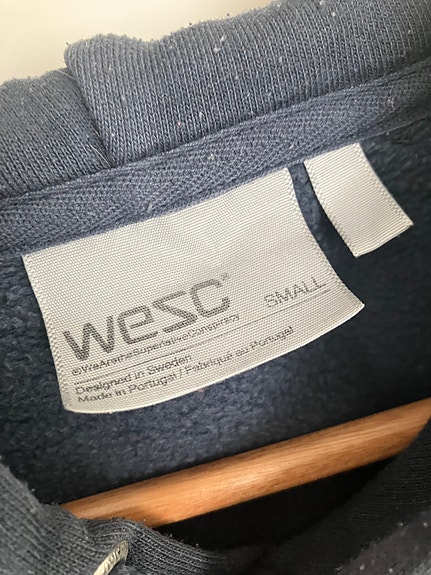 wesc®
SMALL
©WeAretheSuperlativeConspiracy
Designed in Sweden
Made in Portugal / Fabriqué au Portugal